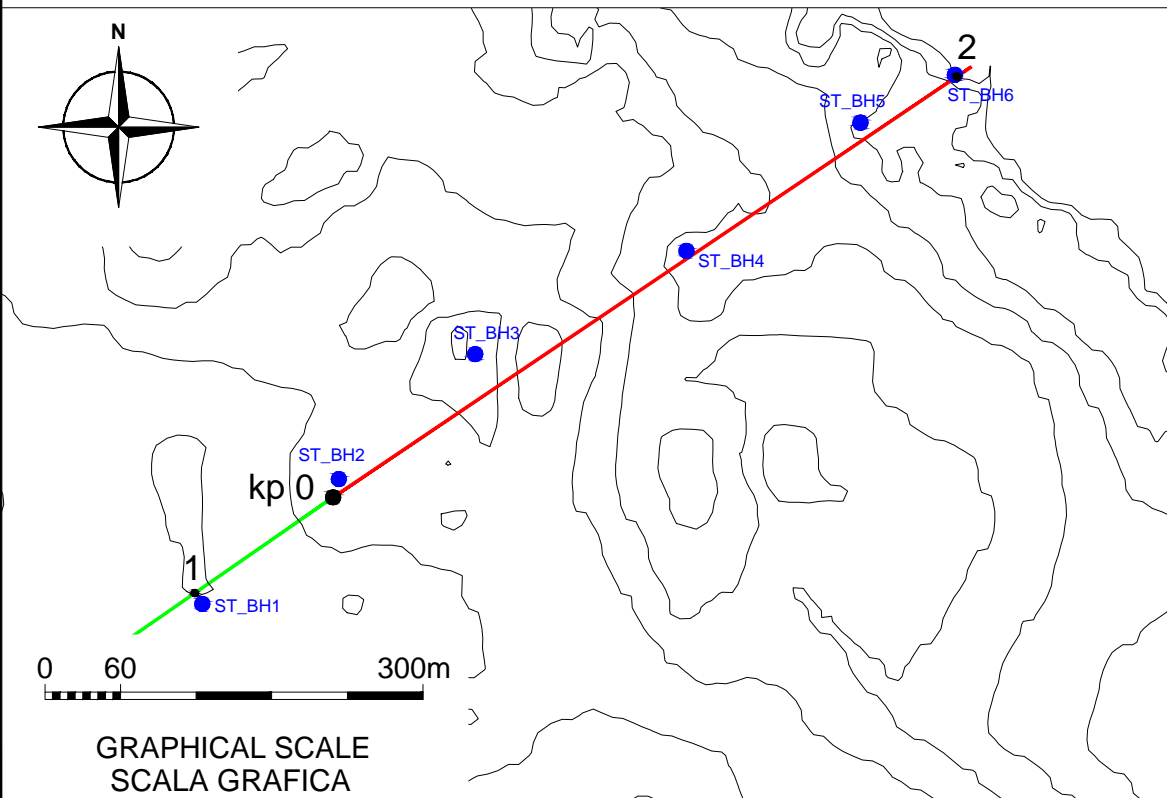 N
2
ST_BH6
ST_BH5
ST_BH4
ST_BH3
ST_BH2
kp 0
1
ST_BH1
0 60 300m
GRAPHICAL SCALE
SCALA GRAFICA